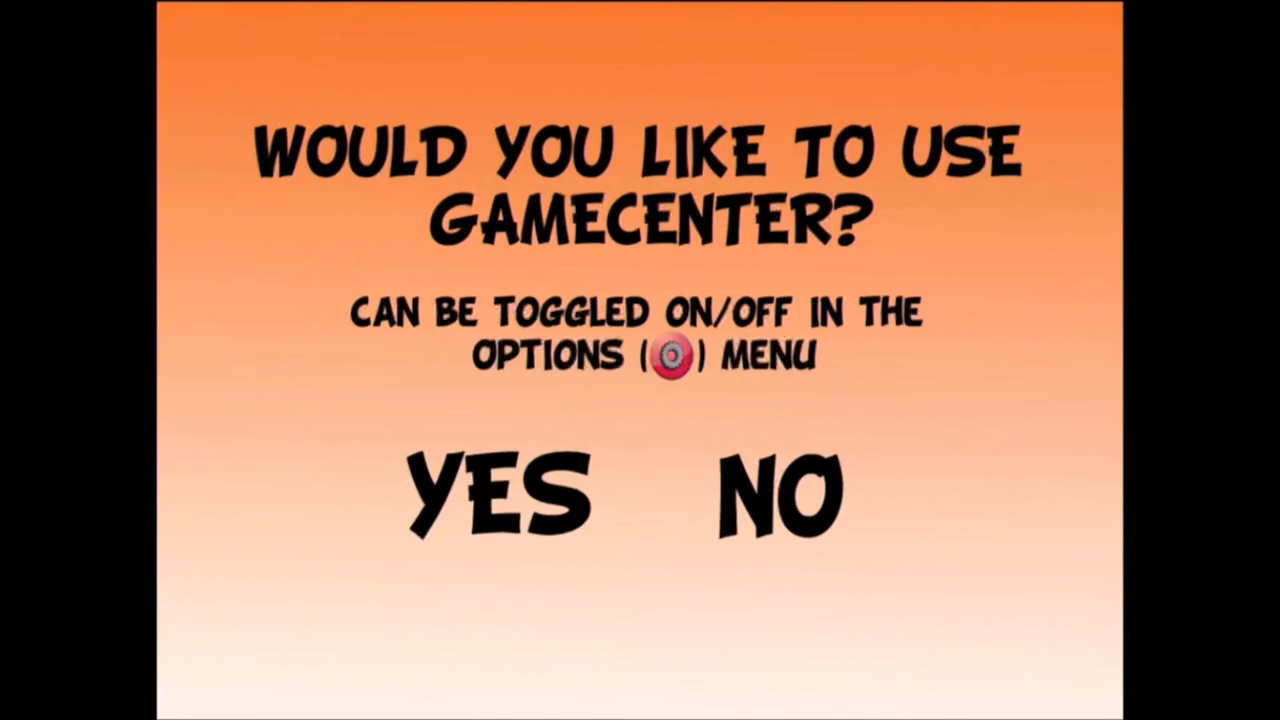 WOULD YOU LIKE TO USE
GAMECENTER?
CAN BE TOGGLED ON/OFF IN THE
OPTIONS () MENU
YES NO